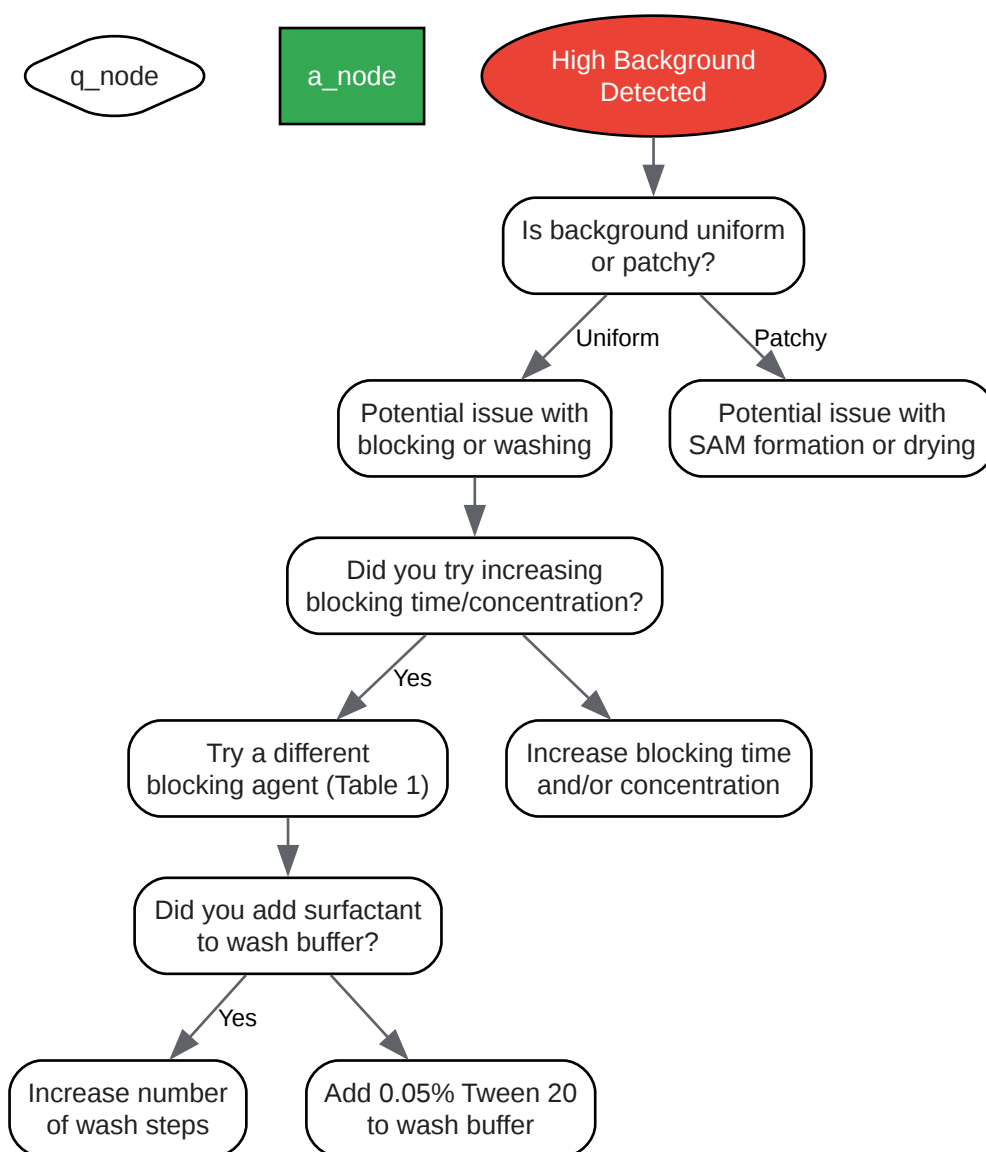 q_node
a_node
High Background
Detected
Is background uniform
or patchy?
Uniform
Patchy
Potential issue with
blocking or washing
Potential issue with
SAM formation or drying
Did you try increasing
blocking time/concentration?
Yes
Try a different
blocking agent (Table 1)
Increase blocking time
and/or concentration
Did you add surfactant
to wash buffer?
Yes
Increase number
of wash steps
Add 0.05% Tween 20
to wash buffer